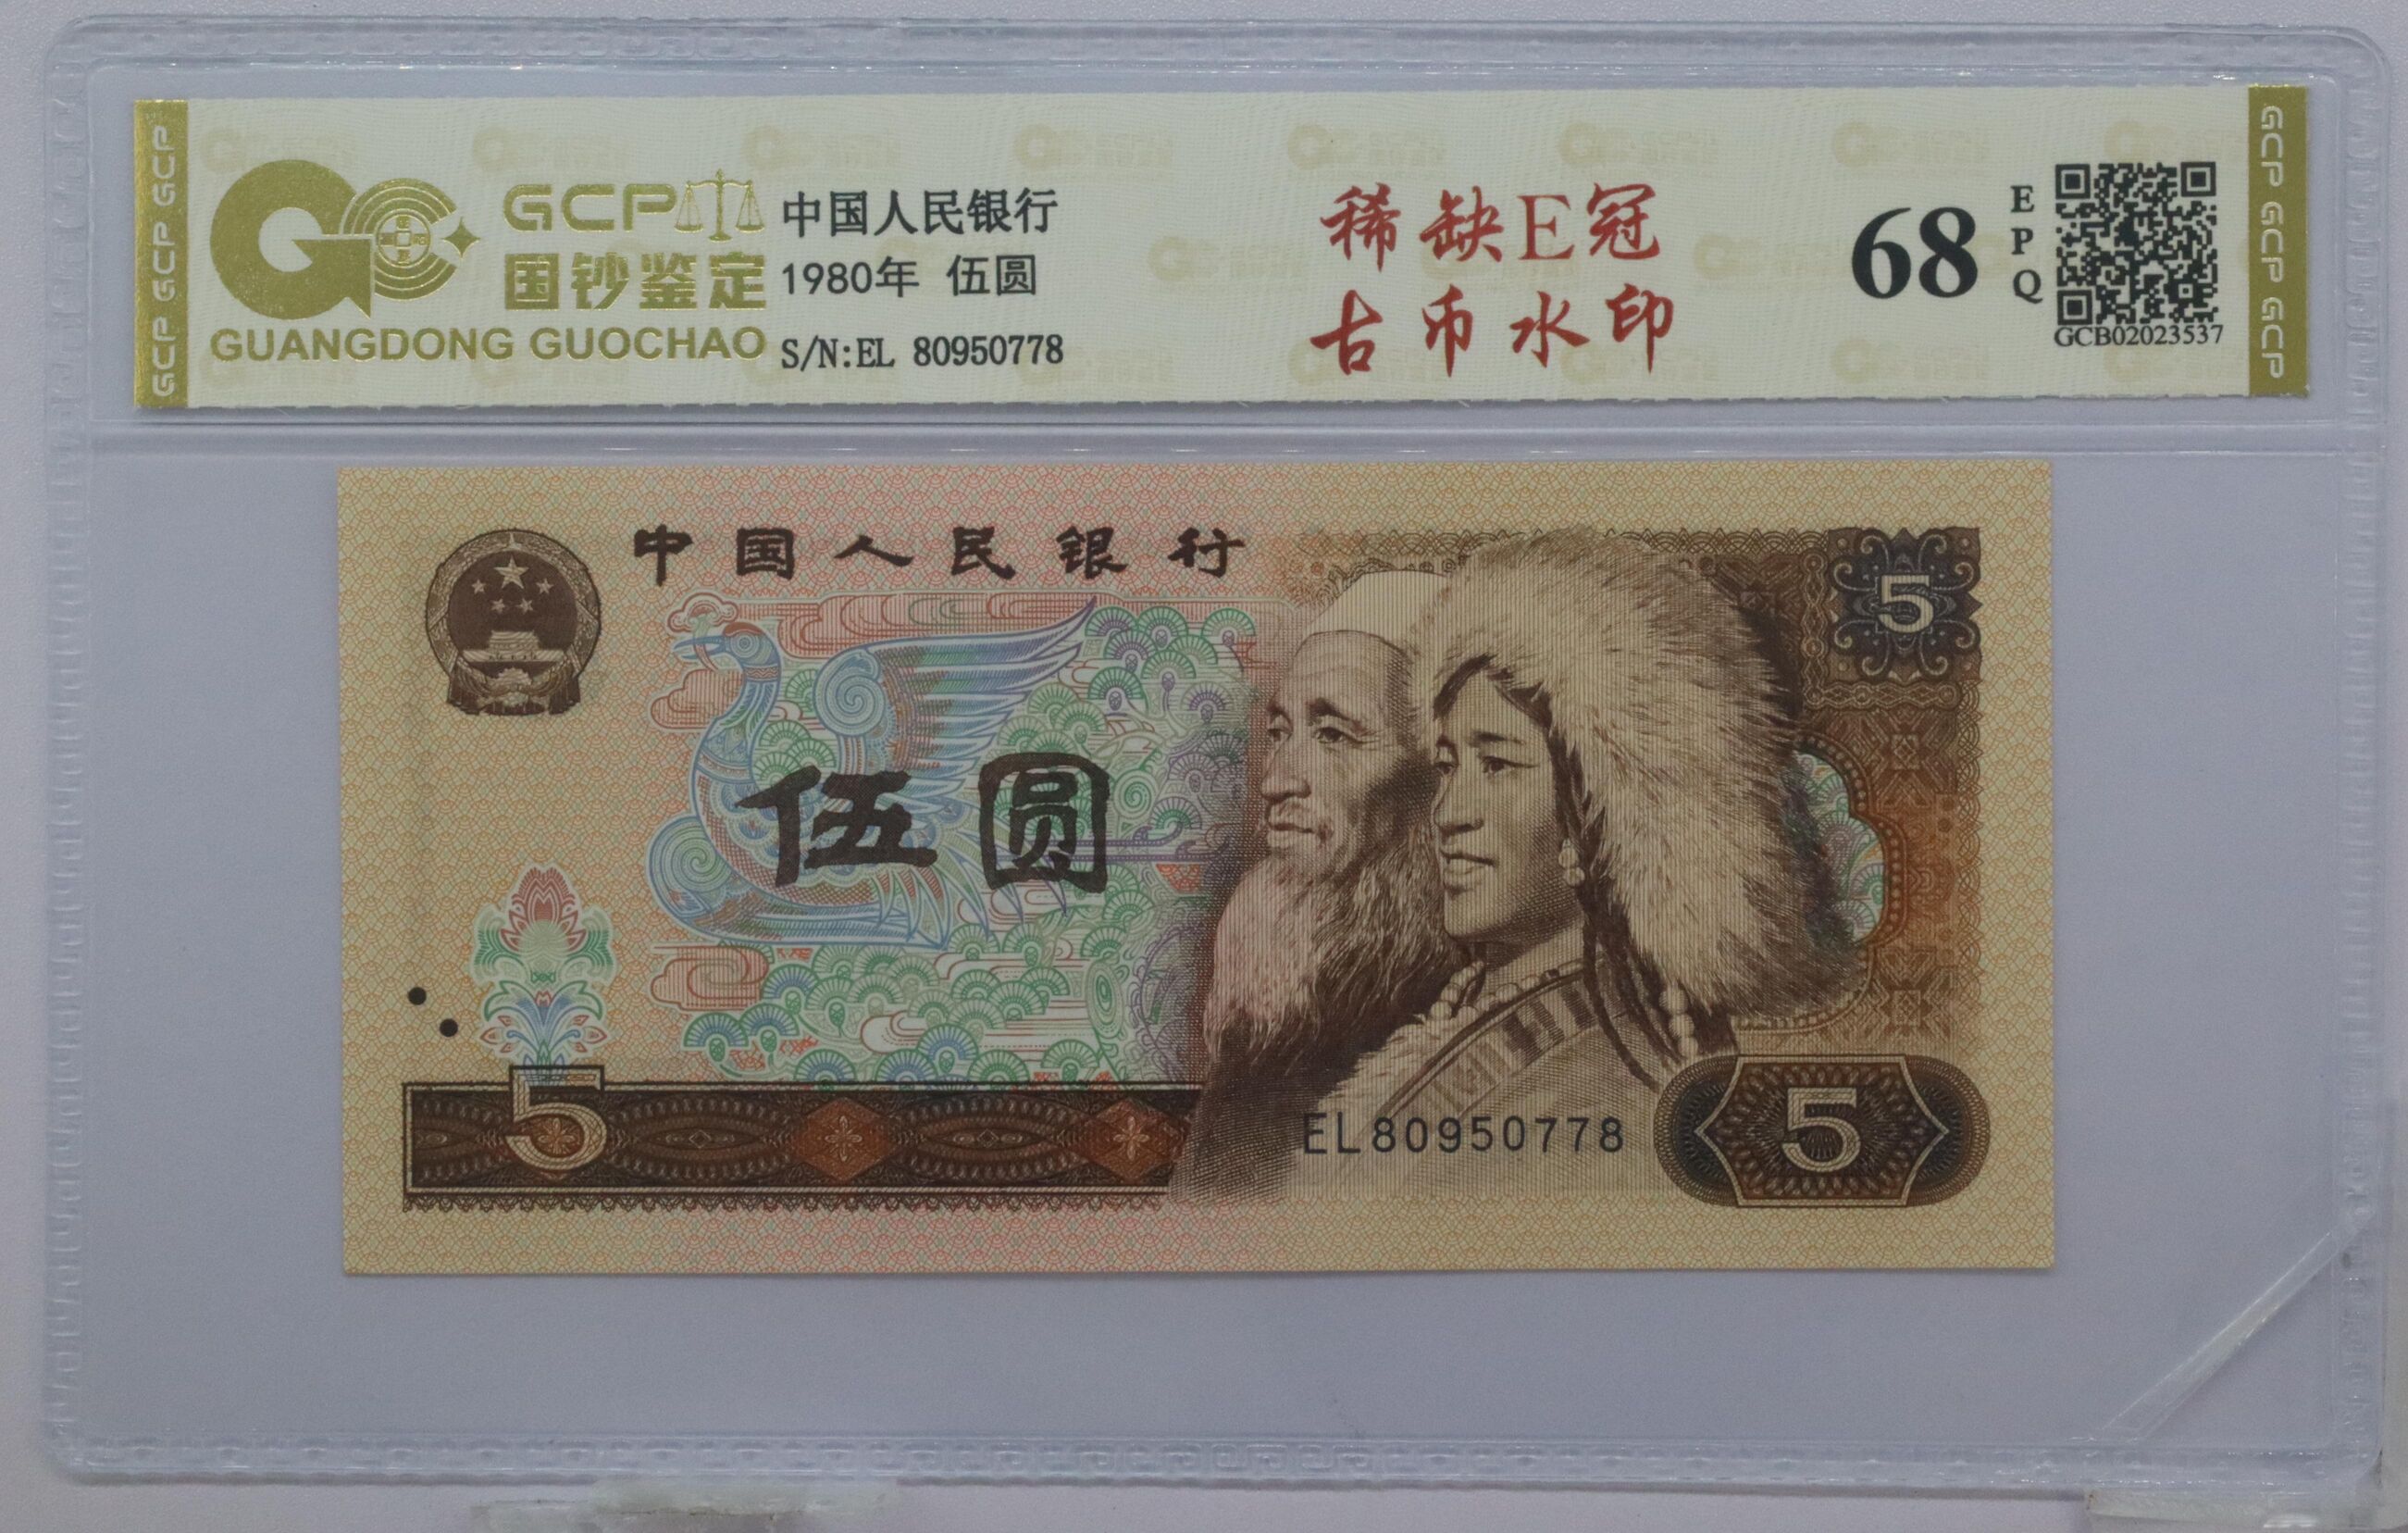 GCP GCP GCP
GCP
国钞鉴定
GUANGDONG GUOCHAO
中国人民银行
1980年 伍圆
S/N:EL 80950778
稀缺E冠
古币水印
68
EPQ
GCB02023537
GCP GCP GCP
中国人民银行
5
伍圆
5
EL80950778
5